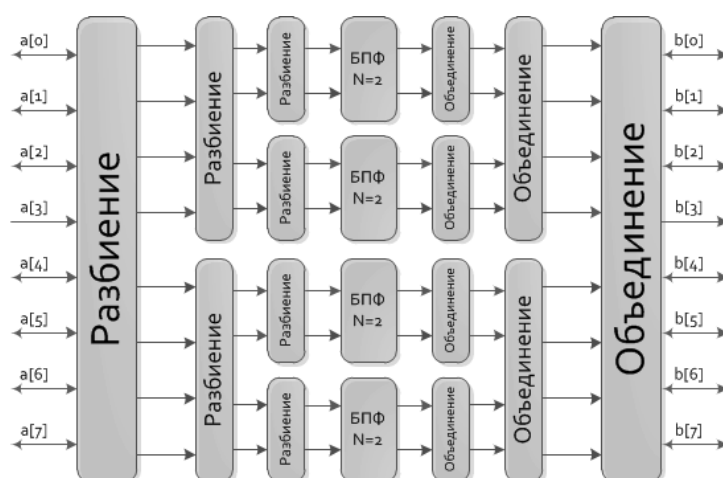 a[0]
a[1]
a[2]
a[3]
a[4]
a[5]
a[6]
a[7]
Разбиение
Разбиение
Разбиение
Разбиение
БПФ
N=2
Объединение
Разбиение
БПФ
N=2
Объединение
Разбиение
БПФ
N=2
Объединение
Разбиение
БПФ
N=2
Объединение
Объединение
Объединение
Объединение
b[0]
b[1]
b[2]
b[3]
b[4]
b[5]
b[6]
b[7]